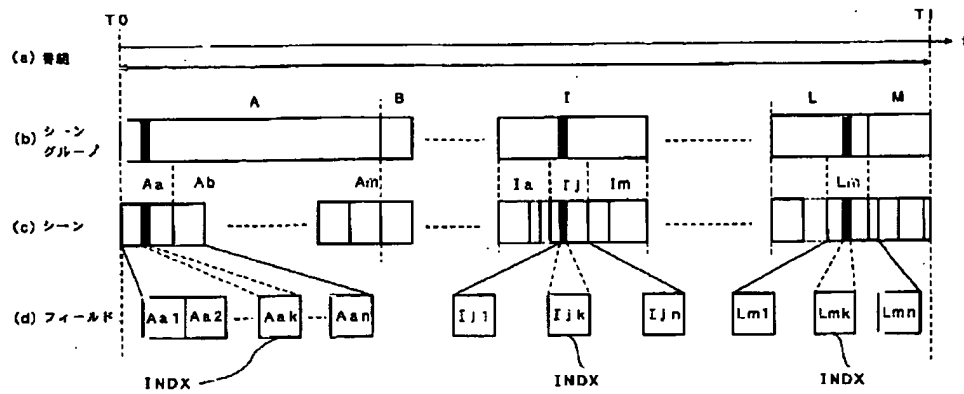 T0 T1
t
(a) 番組
A B I L M
(b) シーン
グループ
Aa Ab Am Ia Ij Im Lm
(c) シーン
(d) フィールド Aa1 Aa2 Aak Aan Ij1 Ijk Ijn Lm1 Lmk Lmn
INDX INDX INDX